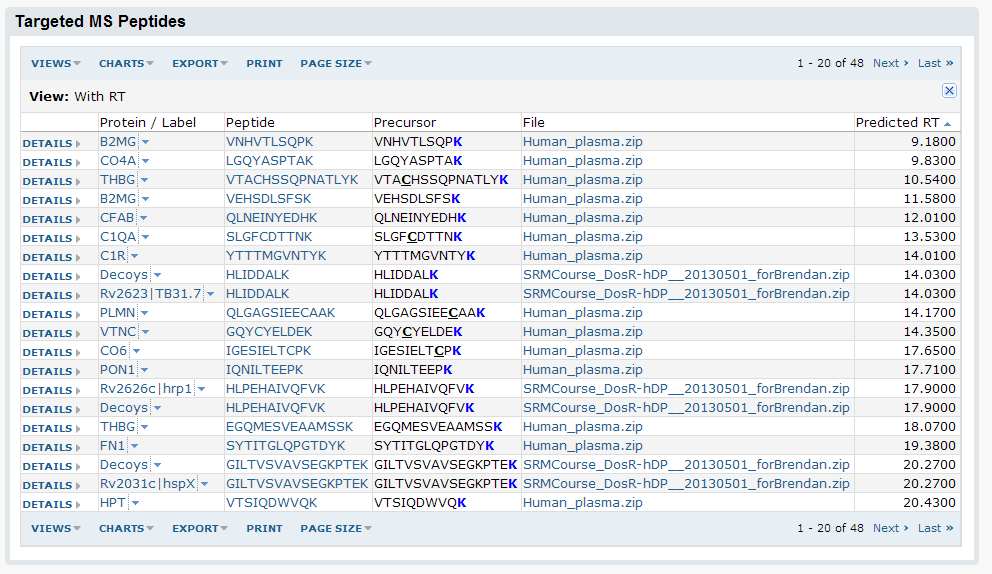 Targeted MS Peptides
VIEWS CHARTS EXPORT PRINT PAGE SIZE 1 - 20 of 48 Next › Last »
View: With RT
Protein / Label Peptide Precursor File Predicted RT
DETAILS B2MG VNHVTLSQPK VNHVTLSQPK Human_plasma.zip 9.1800
DETAILS CO4A LGQYASPTAK LGQYASPTAK Human_plasma.zip 9.8300
DETAILS THBG VTACHSSQPNATLYK VTACHSSQPNATLYK Human_plasma.zip 10.5400
DETAILS B2MG VEHSDLSFSK VEHSDLSFSK Human_plasma.zip 11.5800
DETAILS CFAB QLNEINYEDHK QLNEINYEDHK Human_plasma.zip 12.0100
DETAILS C1QA SLGFCDTTNK SLGFCDTTNK Human_plasma.zip 13.5300
DETAILS C1R YTTTMGVNTYK YTTTMGVNTYK Human_plasma.zip 14.0100
DETAILS Decoys HLIDDALK HLIDDALK SRMCourse_DosR-hDP__20130501_forBrendan.zip 14.0300
DETAILS Rv2623|TB31.7 HLIDDALK HLIDDALK SRMCourse_DosR-hDP__20130501_forBrendan.zip 14.0300
DETAILS PLMN QLGAGSIEECAAK QLGAGSIEECAAK Human_plasma.zip 14.1700
DETAILS VTNC GQYCYELDEK GQYCYELDEK Human_plasma.zip 14.3500
DETAILS CO6 IGESIELTCPK IGESIELTCPK Human_plasma.zip 17.6500
DETAILS PON1 IQNILTEEPK IQNILTEEPK Human_plasma.zip 17.7100
DETAILS Rv2626c|hrp1 HLPEHAIVQFVK HLPEHAIVQFVK SRMCourse_DosR-hDP__20130501_forBrendan.zip 17.9000
DETAILS Decoys HLPEHAIVQFVK HLPEHAIVQFVK SRMCourse_DosR-hDP__20130501_forBrendan.zip 17.9000
DETAILS THBG EGQMESVEAAMSSK EGQMESVEAAMSSK Human_plasma.zip 18.0700
DETAILS FN1 SYTITGLQPGTDYK SYTITGLQPGTDYK Human_plasma.zip 19.3800
DETAILS Decoys GILTVSVAVSEGKPTEK GILTVSVAVSEGKPTEK SRMCourse_DosR-hDP__20130501_forBrendan.zip 20.2700
DETAILS Rv2031c|hspX GILTVSVAVSEGKPTEK GILTVSVAVSEGKPTEK SRMCourse_DosR-hDP__20130501_forBrendan.zip 20.2700
DETAILS HPT VTSIQDWVQK VTSIQDWVQK Human_plasma.zip 20.4300
VIEWS CHARTS EXPORT PRINT PAGE SIZE 1 - 20 of 48 Next › Last »